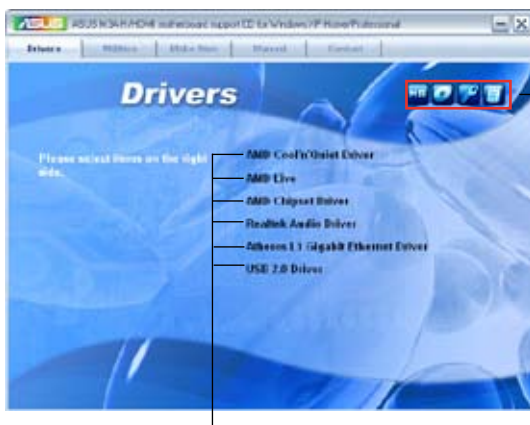 ASUS M3A-H/HDMI motherboard support CD for Windows XP Home/Professional
Drivers Utilities Make Disk Manual Contact
Drivers
Please select items on the right side.
AMD Cool'n'Quiet Driver
AMD Live
AMD Chipset Driver
Realtek Audio Driver
Atheros L1 Gigabit Ethernet Driver
USB 2.0 Driver